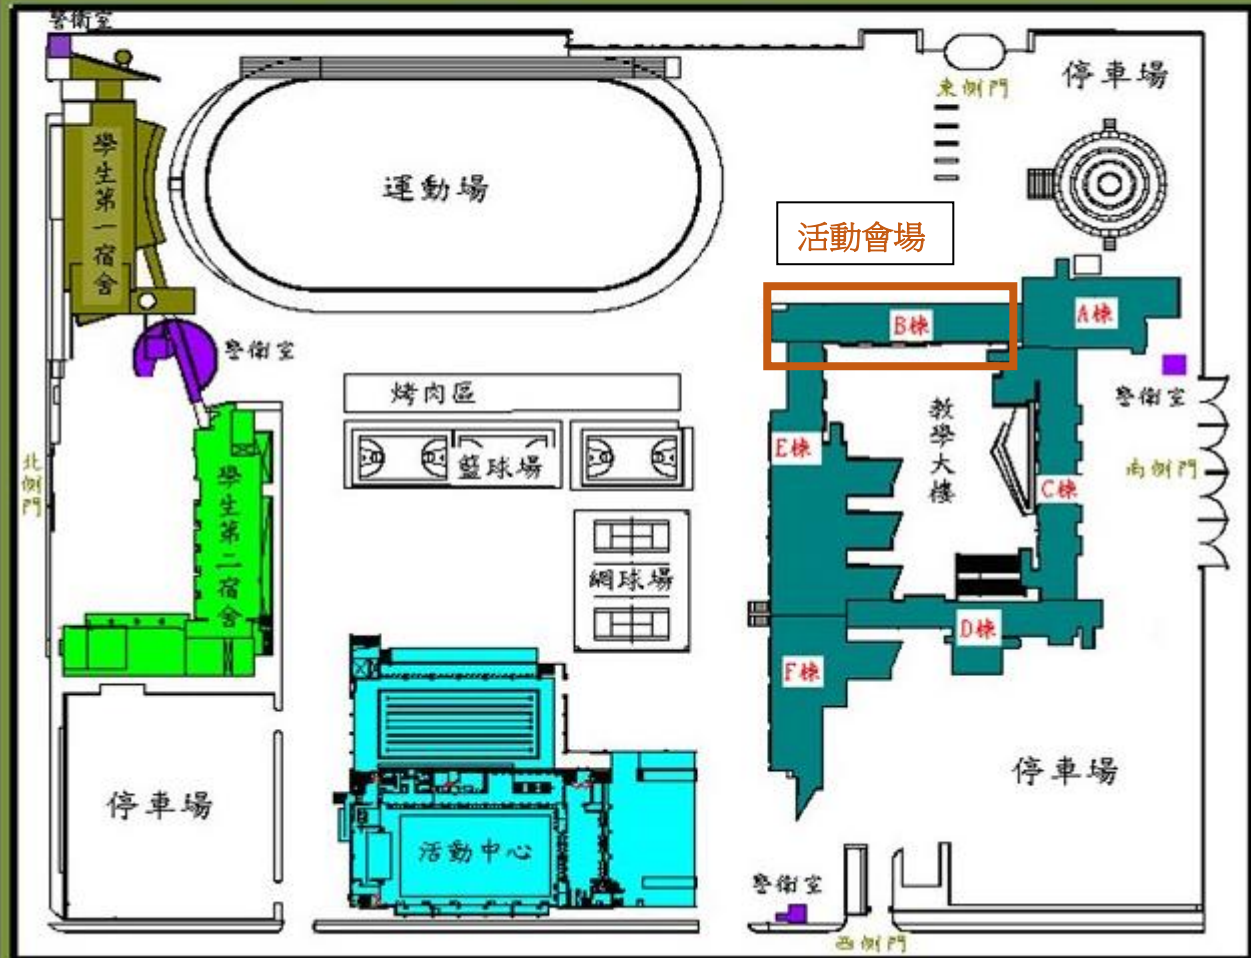 警衛室
東側門
停車場
學生第一宿舍
運動場
活動會場
B棟
A棟
警衛室
警衛室
烤肉區
籃球場
教學大樓
E棟
C棟
南側門
北側門
學生第二宿舍
網球場
D棟
F棟
停車場
停車場
活動中心
警衛室
西側門